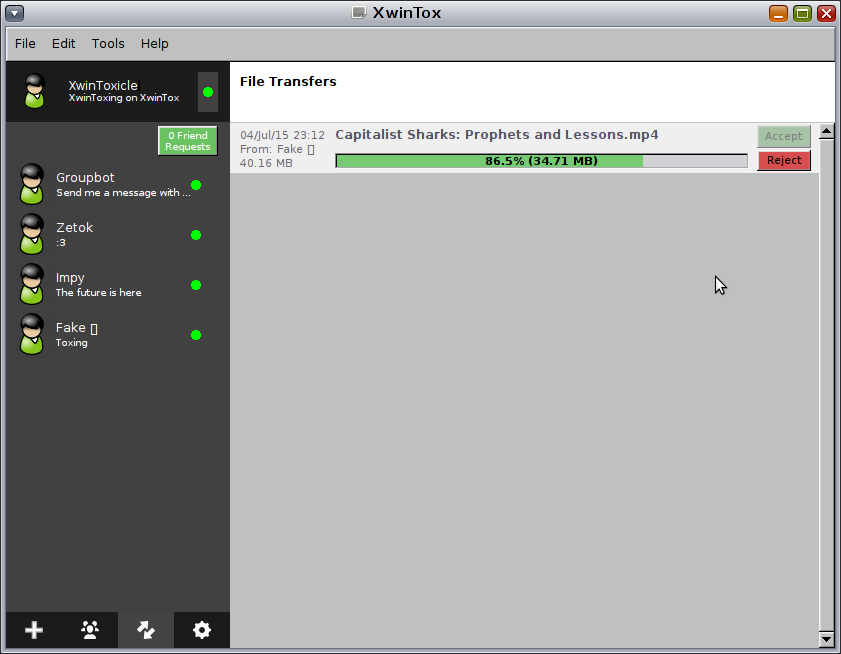 XwinTox
File Edit Tools Help
XwinToxicle
XwinToxing on XwinTox
0 Friend
Requests
Groupbot
Send me a message with ...
Zetok
:3
Impy
The future is here
Fake ▯
Toxing
File Transfers
04/Jul/15 23:12
From: Fake ▯
40.16 MB
Capitalist Sharks: Prophets and Lessons.mp4
86.5% (34.71 MB)
Accept
Reject